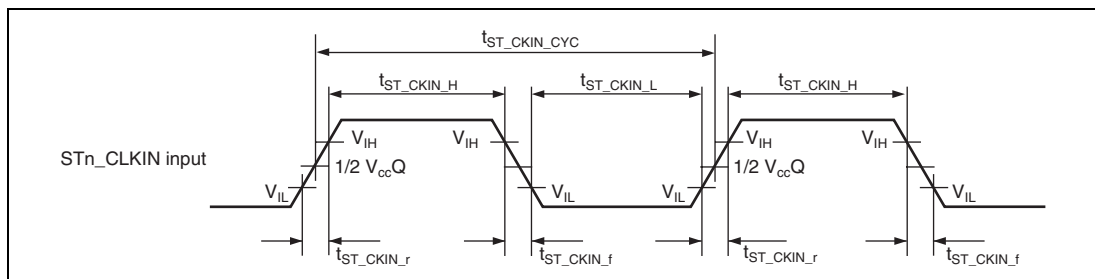 tST_CKIN_CYC
tST_CKIN_H tST_CKIN_L tST_CKIN_H
STn_CLKIN input
VIH VIH VIH VIH
1/2 VccQ 1/2 VccQ
VIL VIL VIL VIL
tST_CKIN_r tST_CKIN_f tST_CKIN_r tST_CKIN_f